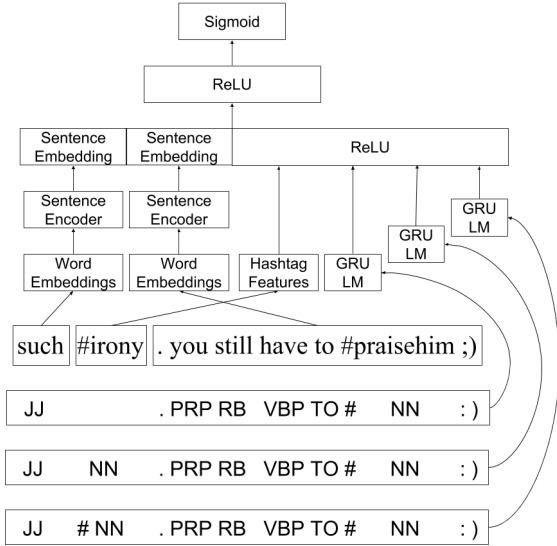 Sigmoid
ReLU
Sentence Embedding Sentence Embedding ReLU
Sentence Encoder Sentence Encoder GRU LM
GRU LM
Word Embeddings Word Embeddings Hashtag Features GRU LM
such #irony . you still have to #praisehim ;)
JJ . PRP RB VBP TO # NN : )
JJ NN . PRP RB VBP TO # NN : )
JJ # NN . PRP RB VBP TO # NN : )